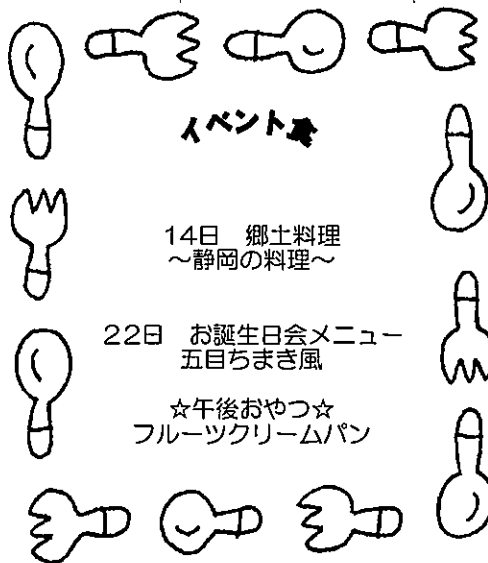 イベント食
14日 郷土料理
～静岡の料理～
22日 お誕生日会メニュー
五目ちまき風
☆午後おやつ☆
フルーツクリームパン